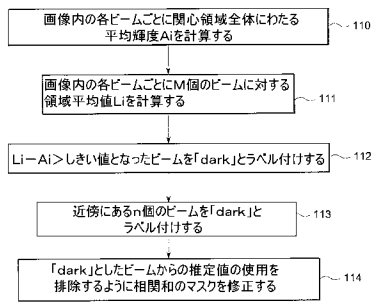 画像内の各ビームごとに関心領域全体にわたる
平均輝度Aiを計算する
110
画像内の各ビームごとにM個のビームに対する
領域平均値Liを計算する
111
Li－Ai＞しきい値となったビームを「dark」とラベル付けする
112
近傍にあるn個のビームを「dark」と
ラベル付けする
113
「dark」としたビームからの推定値の使用を
排除するように相関和のマスクを修正する
114